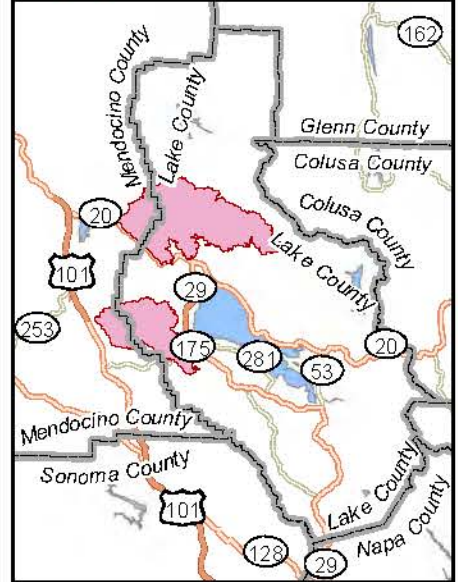 162
Mendocino County
Lake County
Glenn County
Colusa County
Colusa County
20
Lake County
101
29
253
175
281
53
20
Mendocino County
Sonoma County
Lake County
Napa County
101
128
29